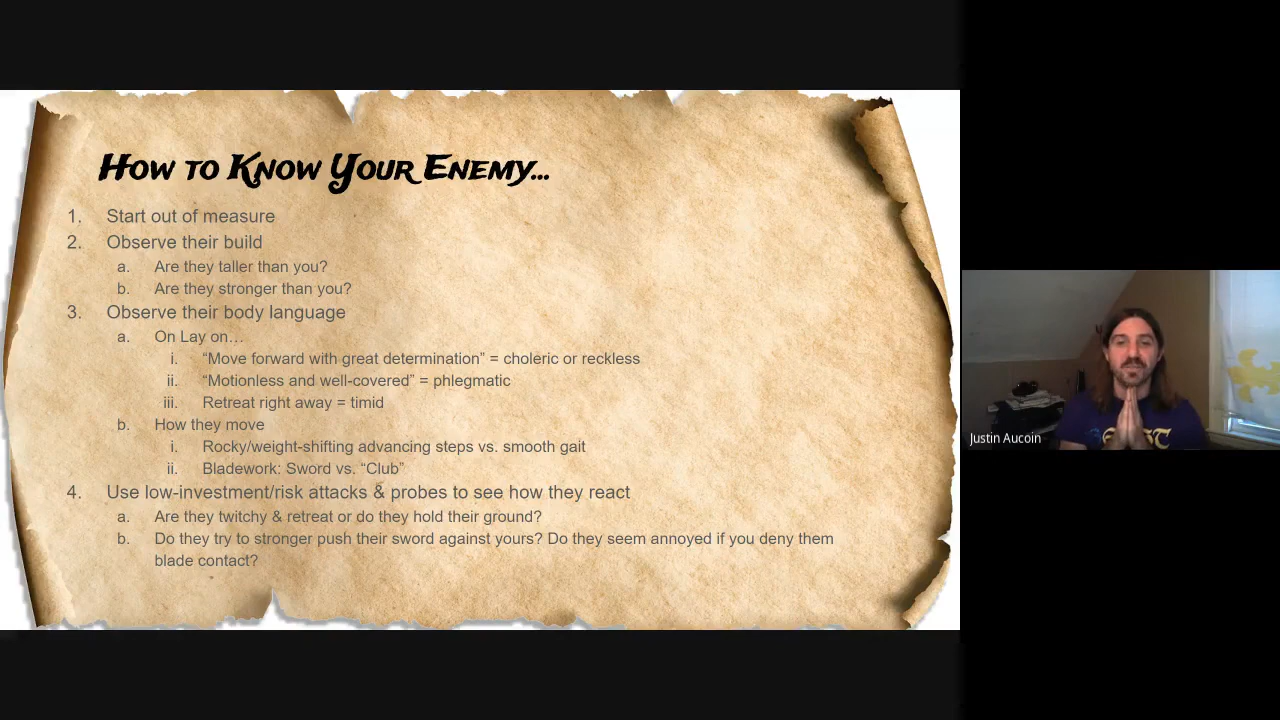 How to Know Your Enemy...
1. Start out of measure
2. Observe their build
a. Are they taller than you?
b. Are they stronger than you?
3. Observe their body language
a. On Lay on…
i. “Move forward with great determination” = choleric or reckless
ii. “Motionless and well-covered” = phlegmatic
iii. Retreat right away = timid
b. How they move
i. Rocky/weight-shifting advancing steps vs. smooth gait
ii. Bladework: Sword vs. “Club”
4. Use low-investment/risk attacks & probes to see how they react
a. Are they twitchy & retreat or do they hold their ground?
b. Do they try to stronger push their sword against yours? Do they seem annoyed if you deny them
blade contact?
Justin Aucoin